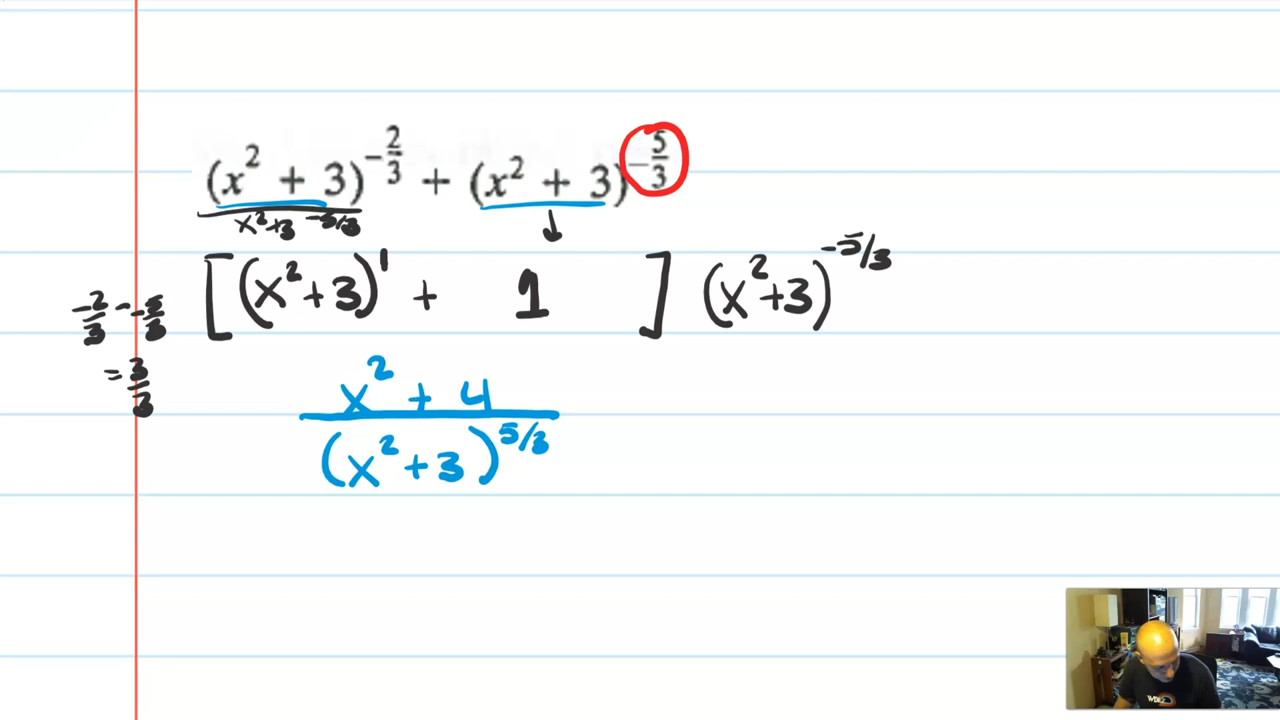 (x² + 3)^(-2/3) + (x² + 3)^(-5/3)
x²+3 ^(-5/3)
[(x²+3)¹ + 1] (x²+3)^(-5/3)
-2/3 - -5/3
= 3/3
x² + 4
(x²+3)^(5/3)